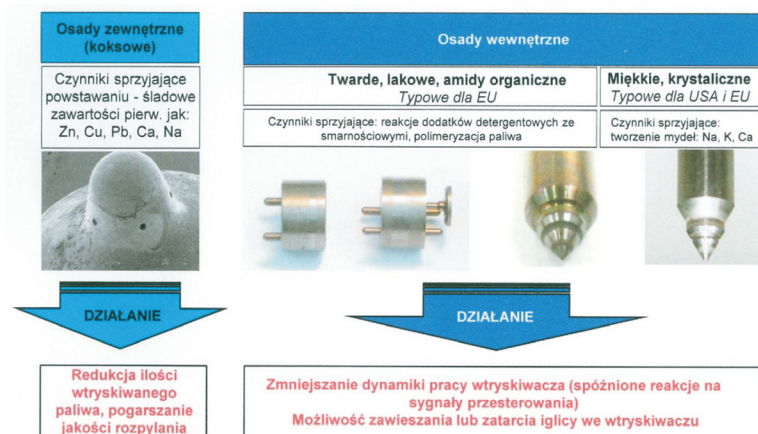 Osady zewnętrzne
(koksowe)
Czynniki sprzyjające
powstawaniu - śladowe
zawartości pierw. jak:
Zn, Cu, Pb, Ca, Na
DZIAŁANIE
Redukcja ilości
wtryskiwanego
paliwa, pogarszanie
jakości rozpylania
Osady wewnętrzne
Twarde, lakowe, amidy organiczne
Typowe dla EU
Czynniki sprzyjające: reakcje dodatków detergentowych ze
smarnościowymi, polimeryzacja paliwa
Miękkie, krystaliczne
Typowe dla USA i EU
Czynniki sprzyjające:
tworzenie mydeł: Na, K, Ca
DZIAŁANIE
Zmniejszanie dynamiki pracy wtryskiwacza (spóźnione reakcje na
sygnały przesterowania)
Możliwość zawieszania lub zatarcia iglicy we wtryskiwaczu